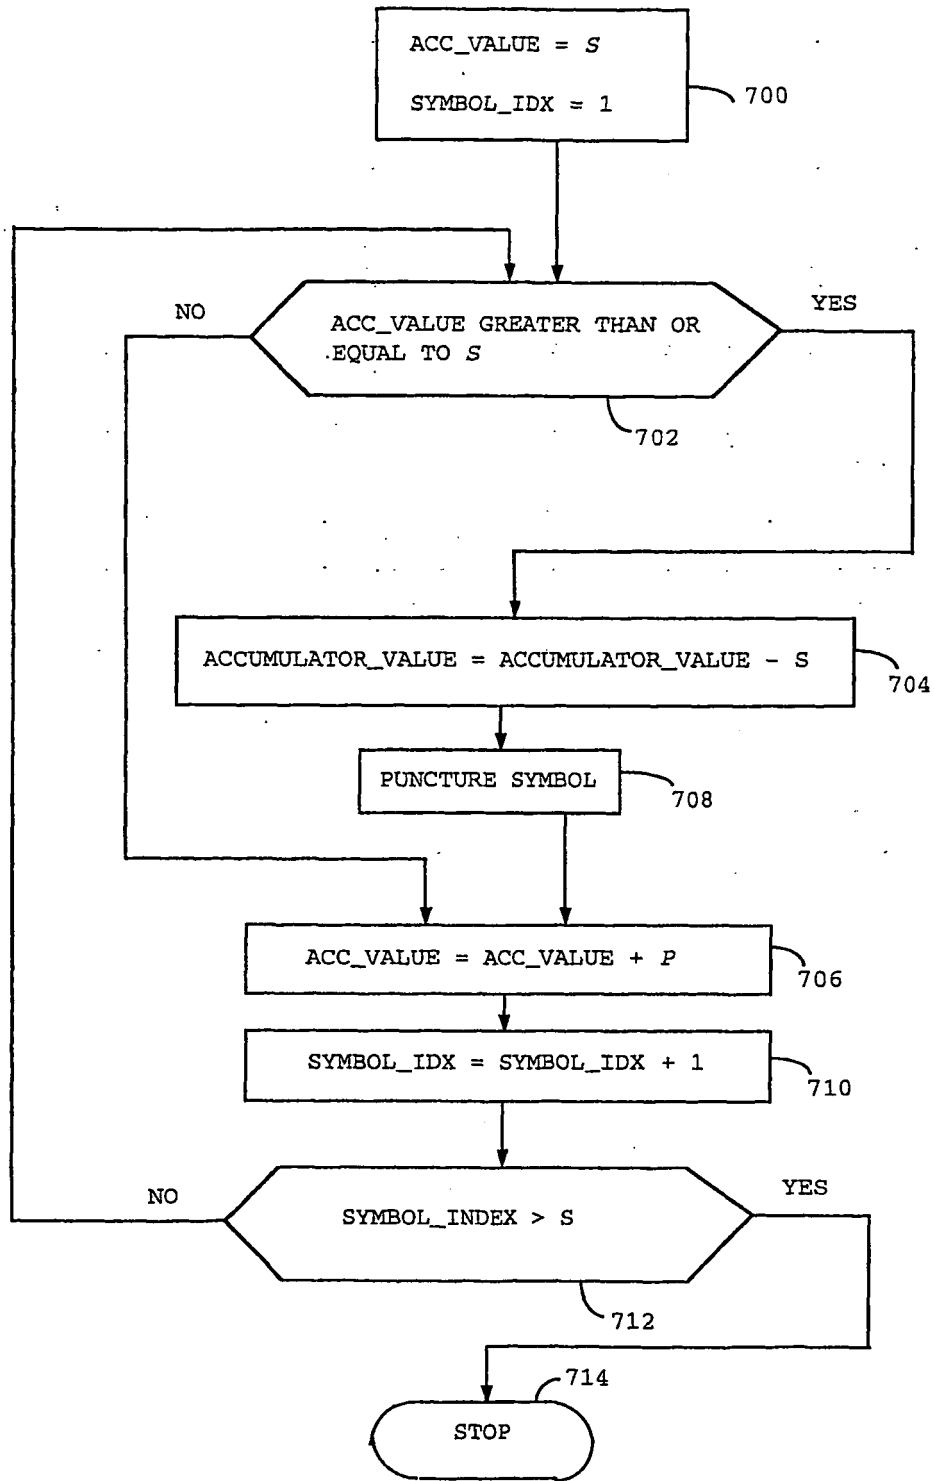 ACC_VALUE = S
SYMBOL_IDX = 1
700
NO
YES
ACC_VALUE GREATER THAN OR
EQUAL TO S
702
ACCUMULATOR_VALUE = ACCUMULATOR_VALUE - S
704
PUNCTURE SYMBOL
708
ACC_VALUE = ACC_VALUE + P
706
SYMBOL_IDX = SYMBOL_IDX + 1
710
NO
YES
SYMBOL_INDEX > S
712
714
STOP